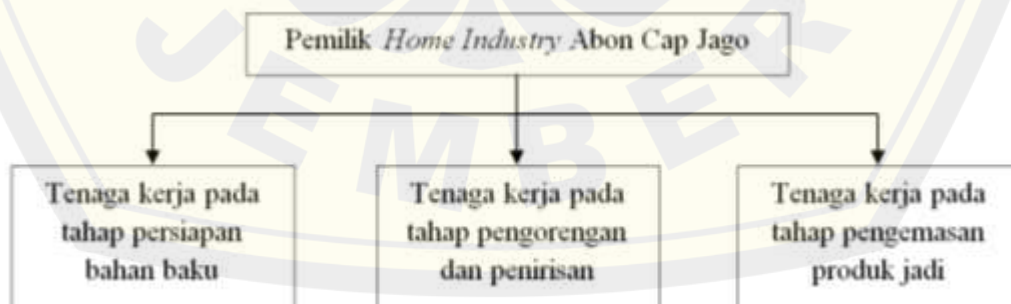 Pemilik Home Industry Abon Cap Jago
JEMBER
Tenaga kerja pada
tahap persiapan
bahan baku
Tenaga kerja pada
tahap pengorengan
dan penirisan
Tenaga kerja pada
tahap pengemasan
produk jadi